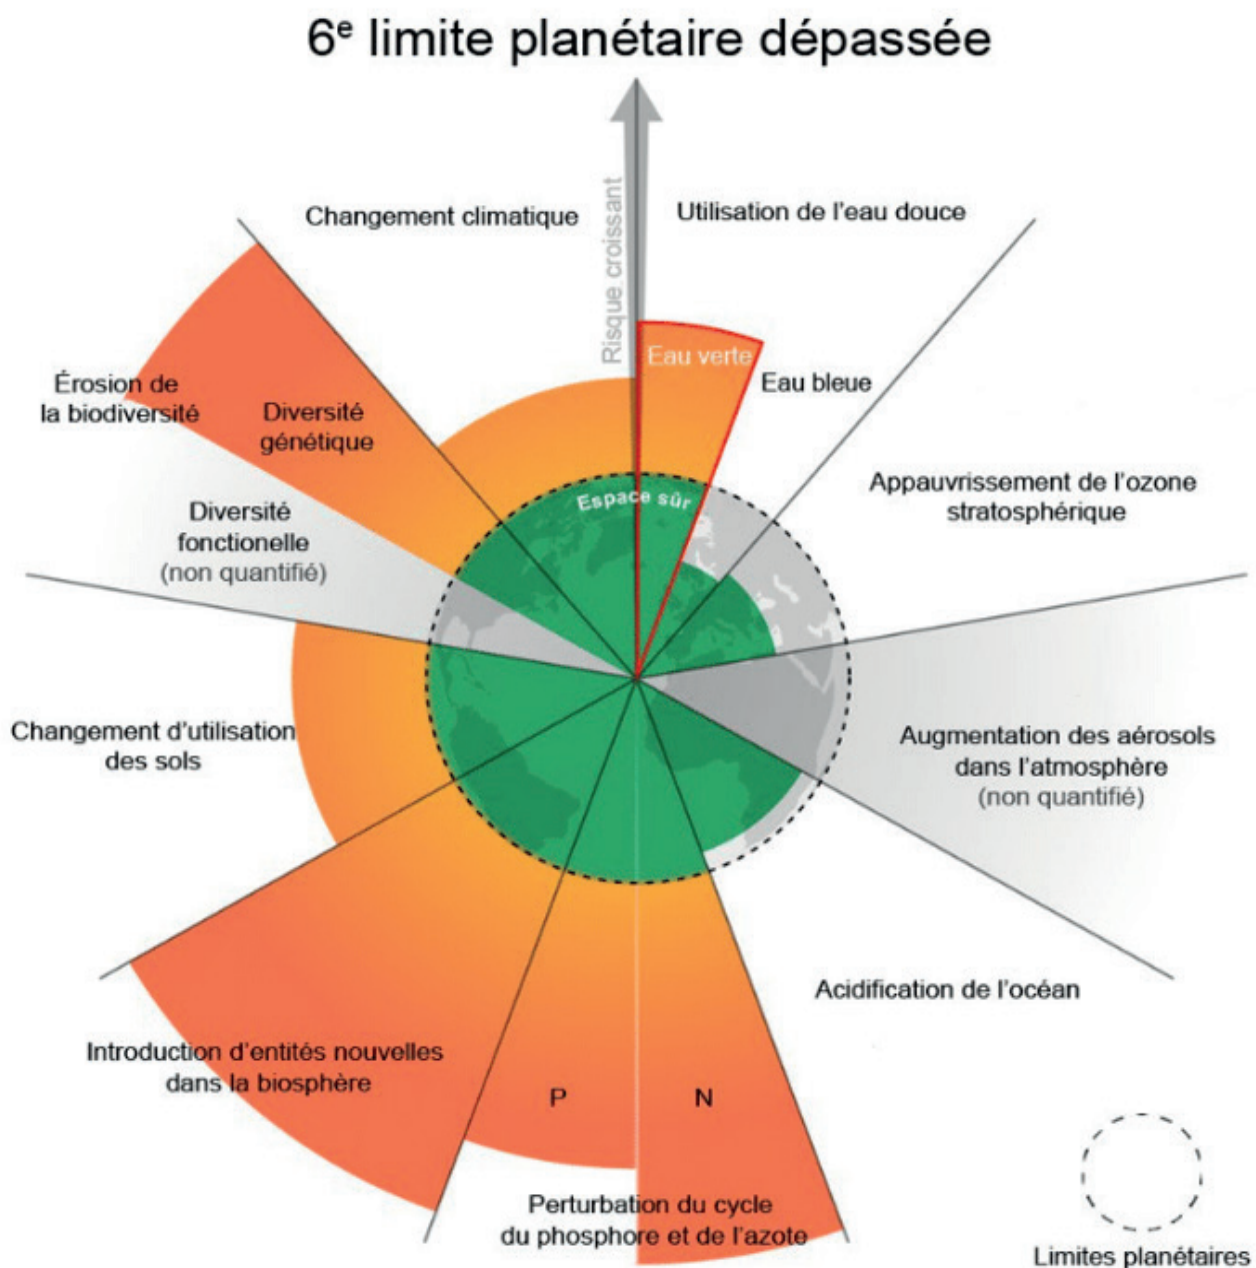 6e limite planétaire dépassée
Risque croissant
Changement climatique
Utilisation de l'eau douce
Eau verte
Eau bleue
Érosion de
la biodiversité
Diversité
génétique
Espace sûr
Appauvrissement de l'ozone
stratosphérique
Diversité
fonctionelle
(non quantifié)
Changement d'utilisation
des sols
Augmentation des aérosols
dans l'atmosphère
(non quantifié)
Acidification de l'océan
Introduction d'entités nouvelles
dans la biosphère
P
N
Perturbation du cycle
du phosphore et de l'azote
Limites planétaires